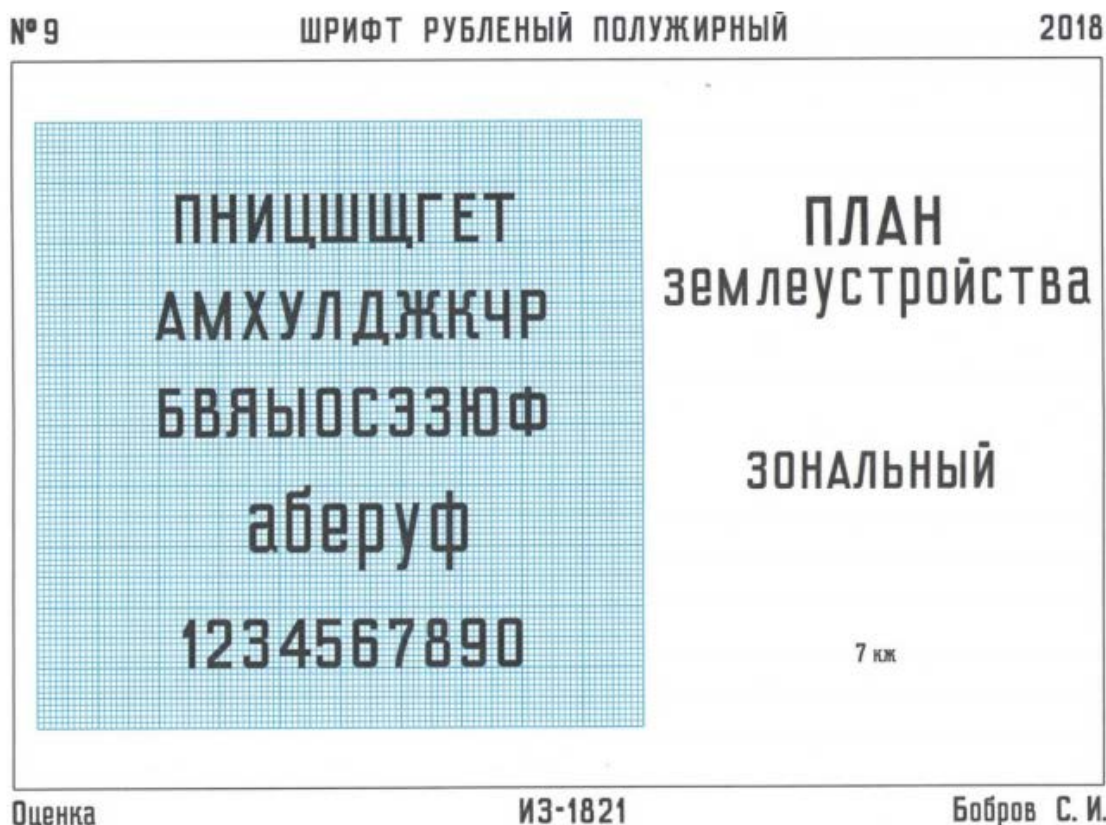 № 9 ШРИФТ РУБЛЕНЫЙ ПОЛУЖИРНЫЙ 2018
ПНИЦШЩГЕТ
АМХУЛДЖКЧР
БВЯЫОСЭЗЮФ
аберуф
1234567890
ПЛАН
землеустройства
ЗОНАЛЬНЫЙ
7 кж
Оценка ИЗ-1821 Бобров С. И.